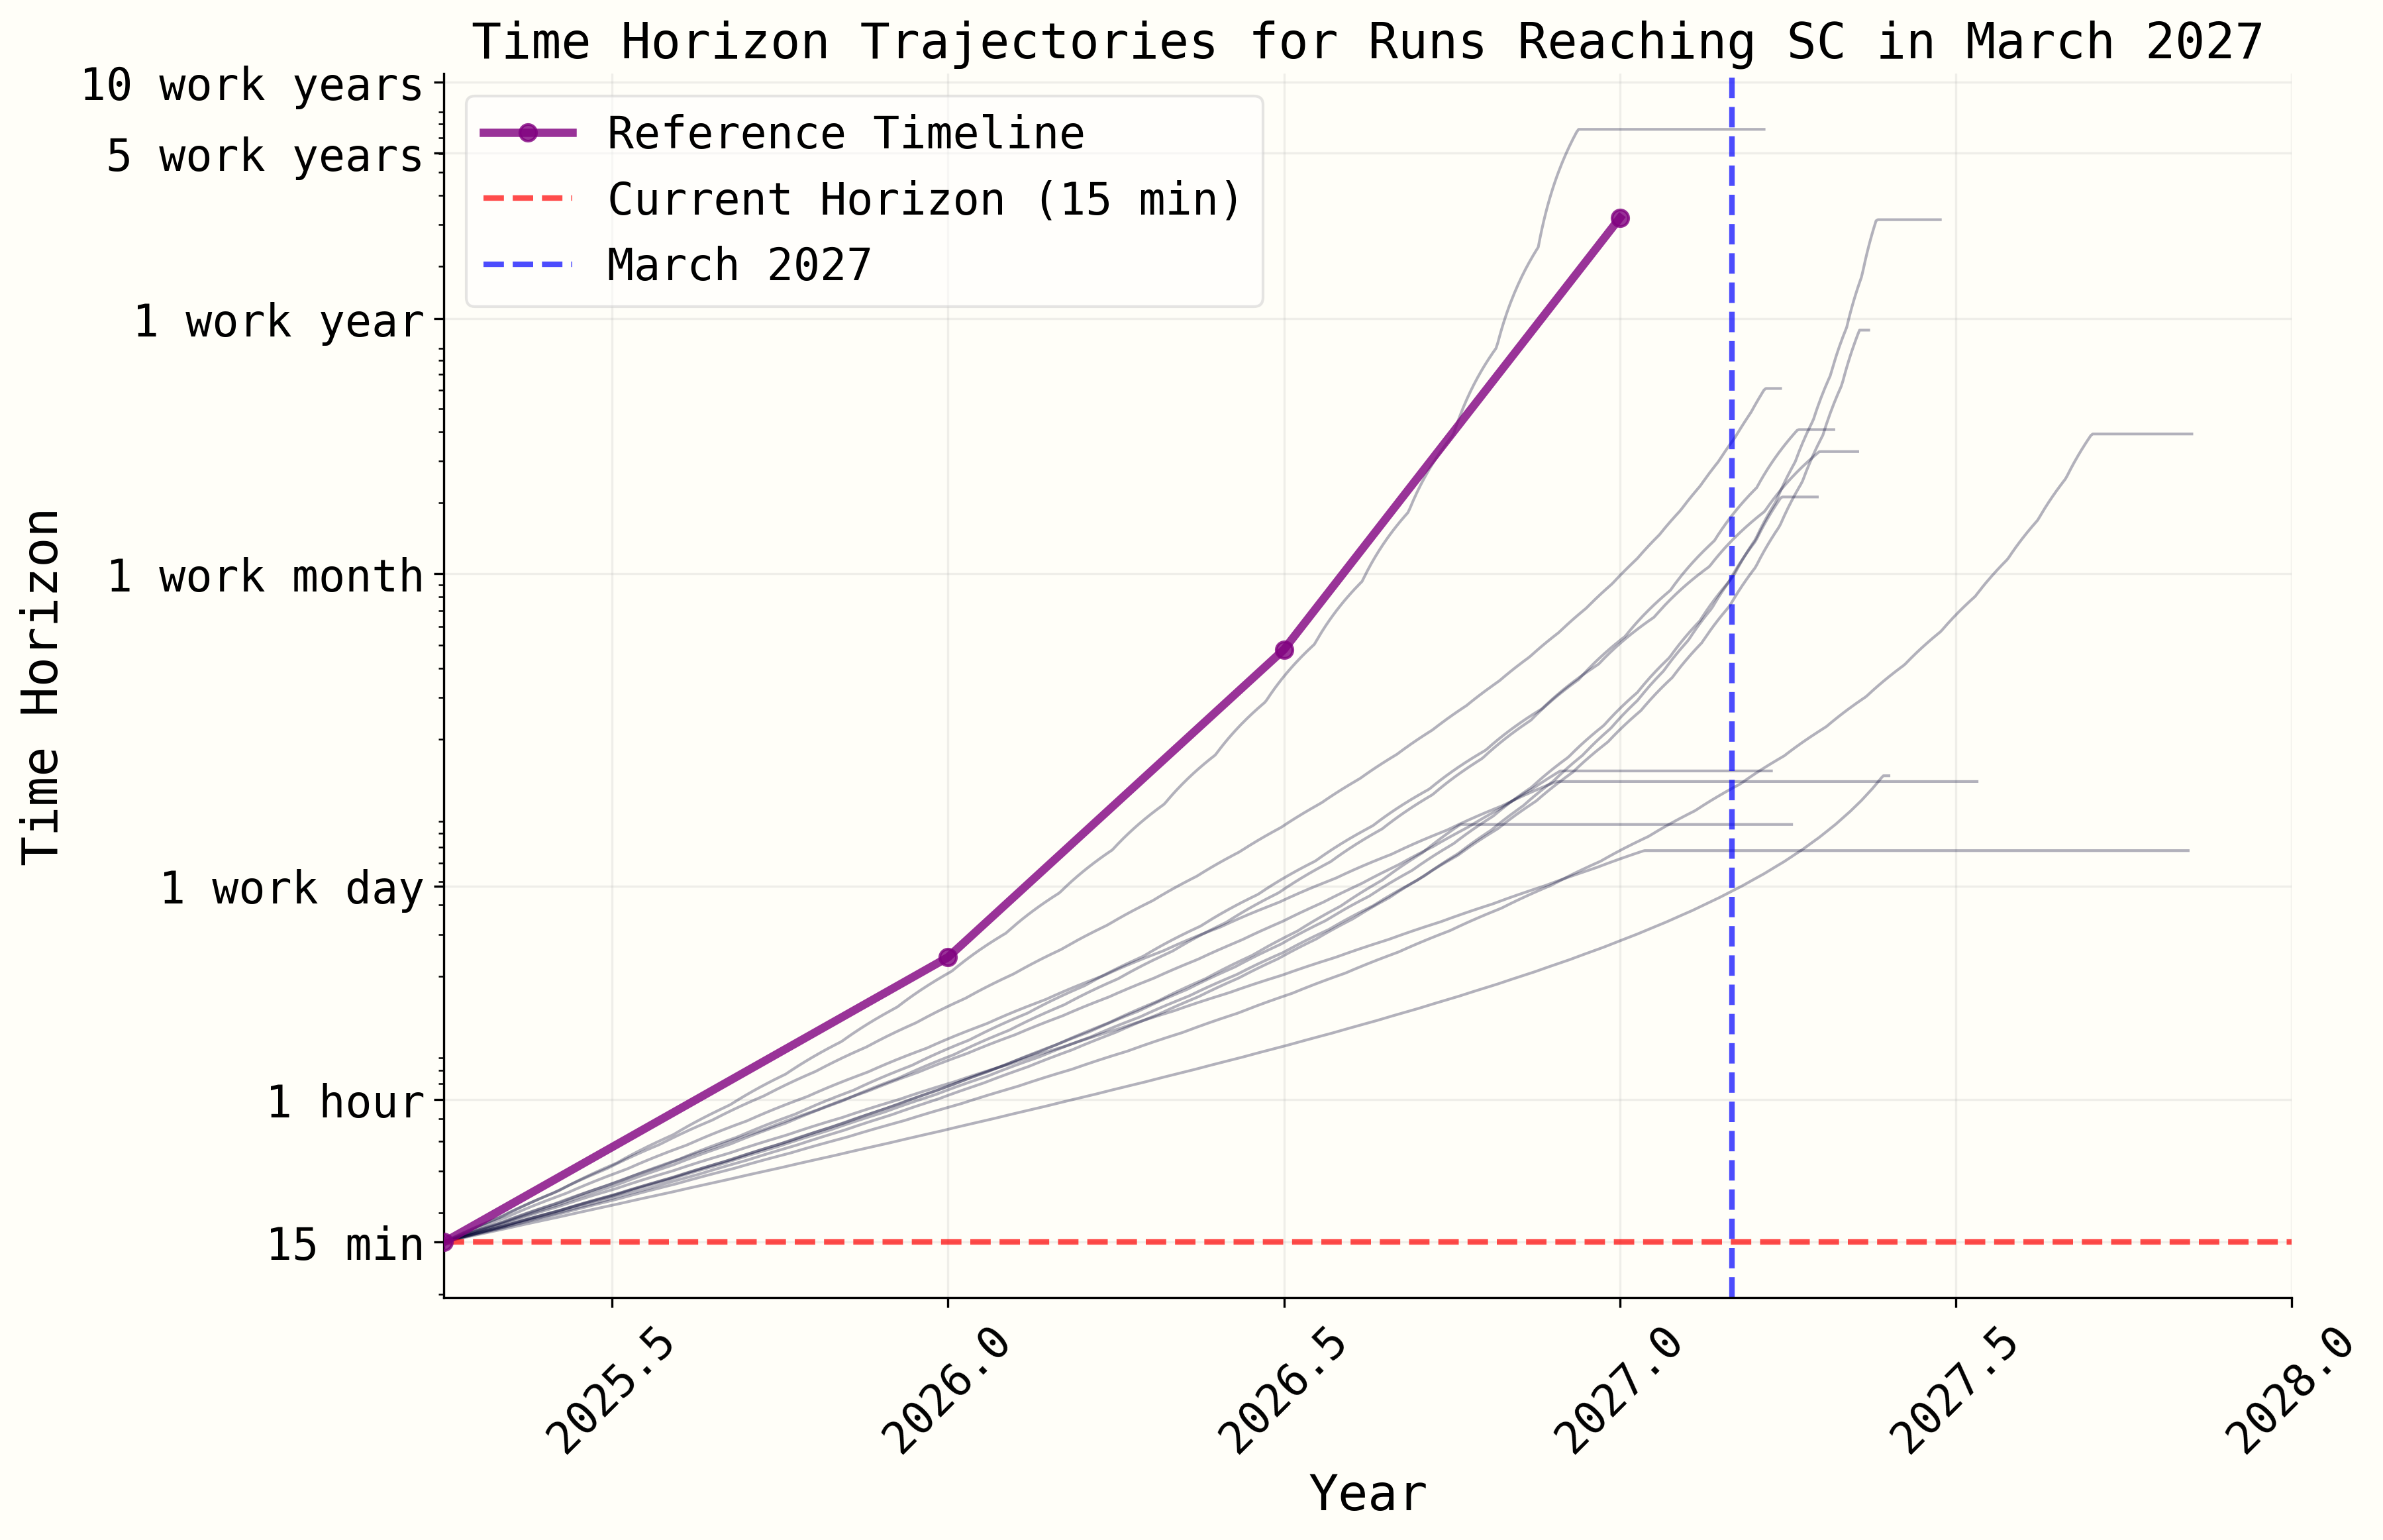 Time Horizon Trajectories for Runs Reaching SC in March 2027
10 work years
5 work years
1 work year
1 work month
1 work day
1 hour
15 min
Time Horizon
Reference Timeline
Current Horizon (15 min)
March 2027
2025.5
2026.0
2026.5
2027.0
2027.5
2028.0
Year